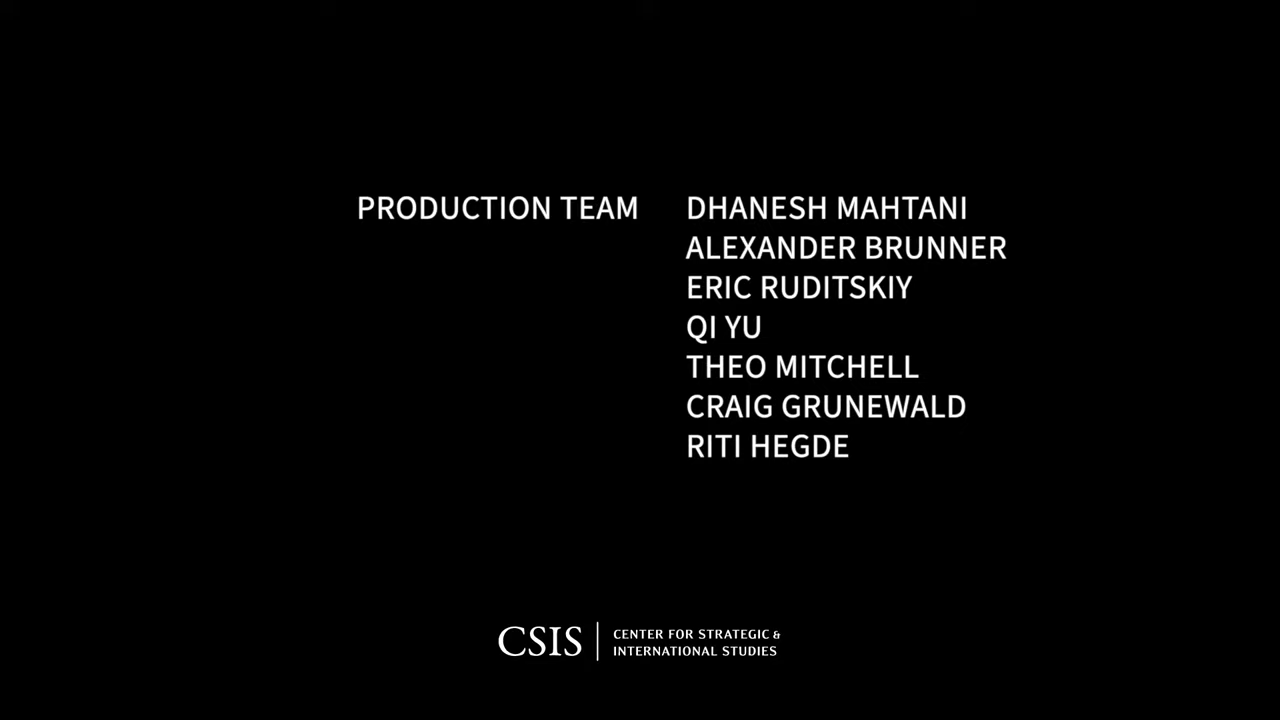 PRODUCTION TEAM DHANESH MAHTANI
ALEXANDER BRUNNER
ERIC RUDITSKIY
QI YU
THEO MITCHELL
CRAIG GRUNEWALD
RITI HEGDE
CSIS | CENTER FOR STRATEGIC &
INTERNATIONAL STUDIES